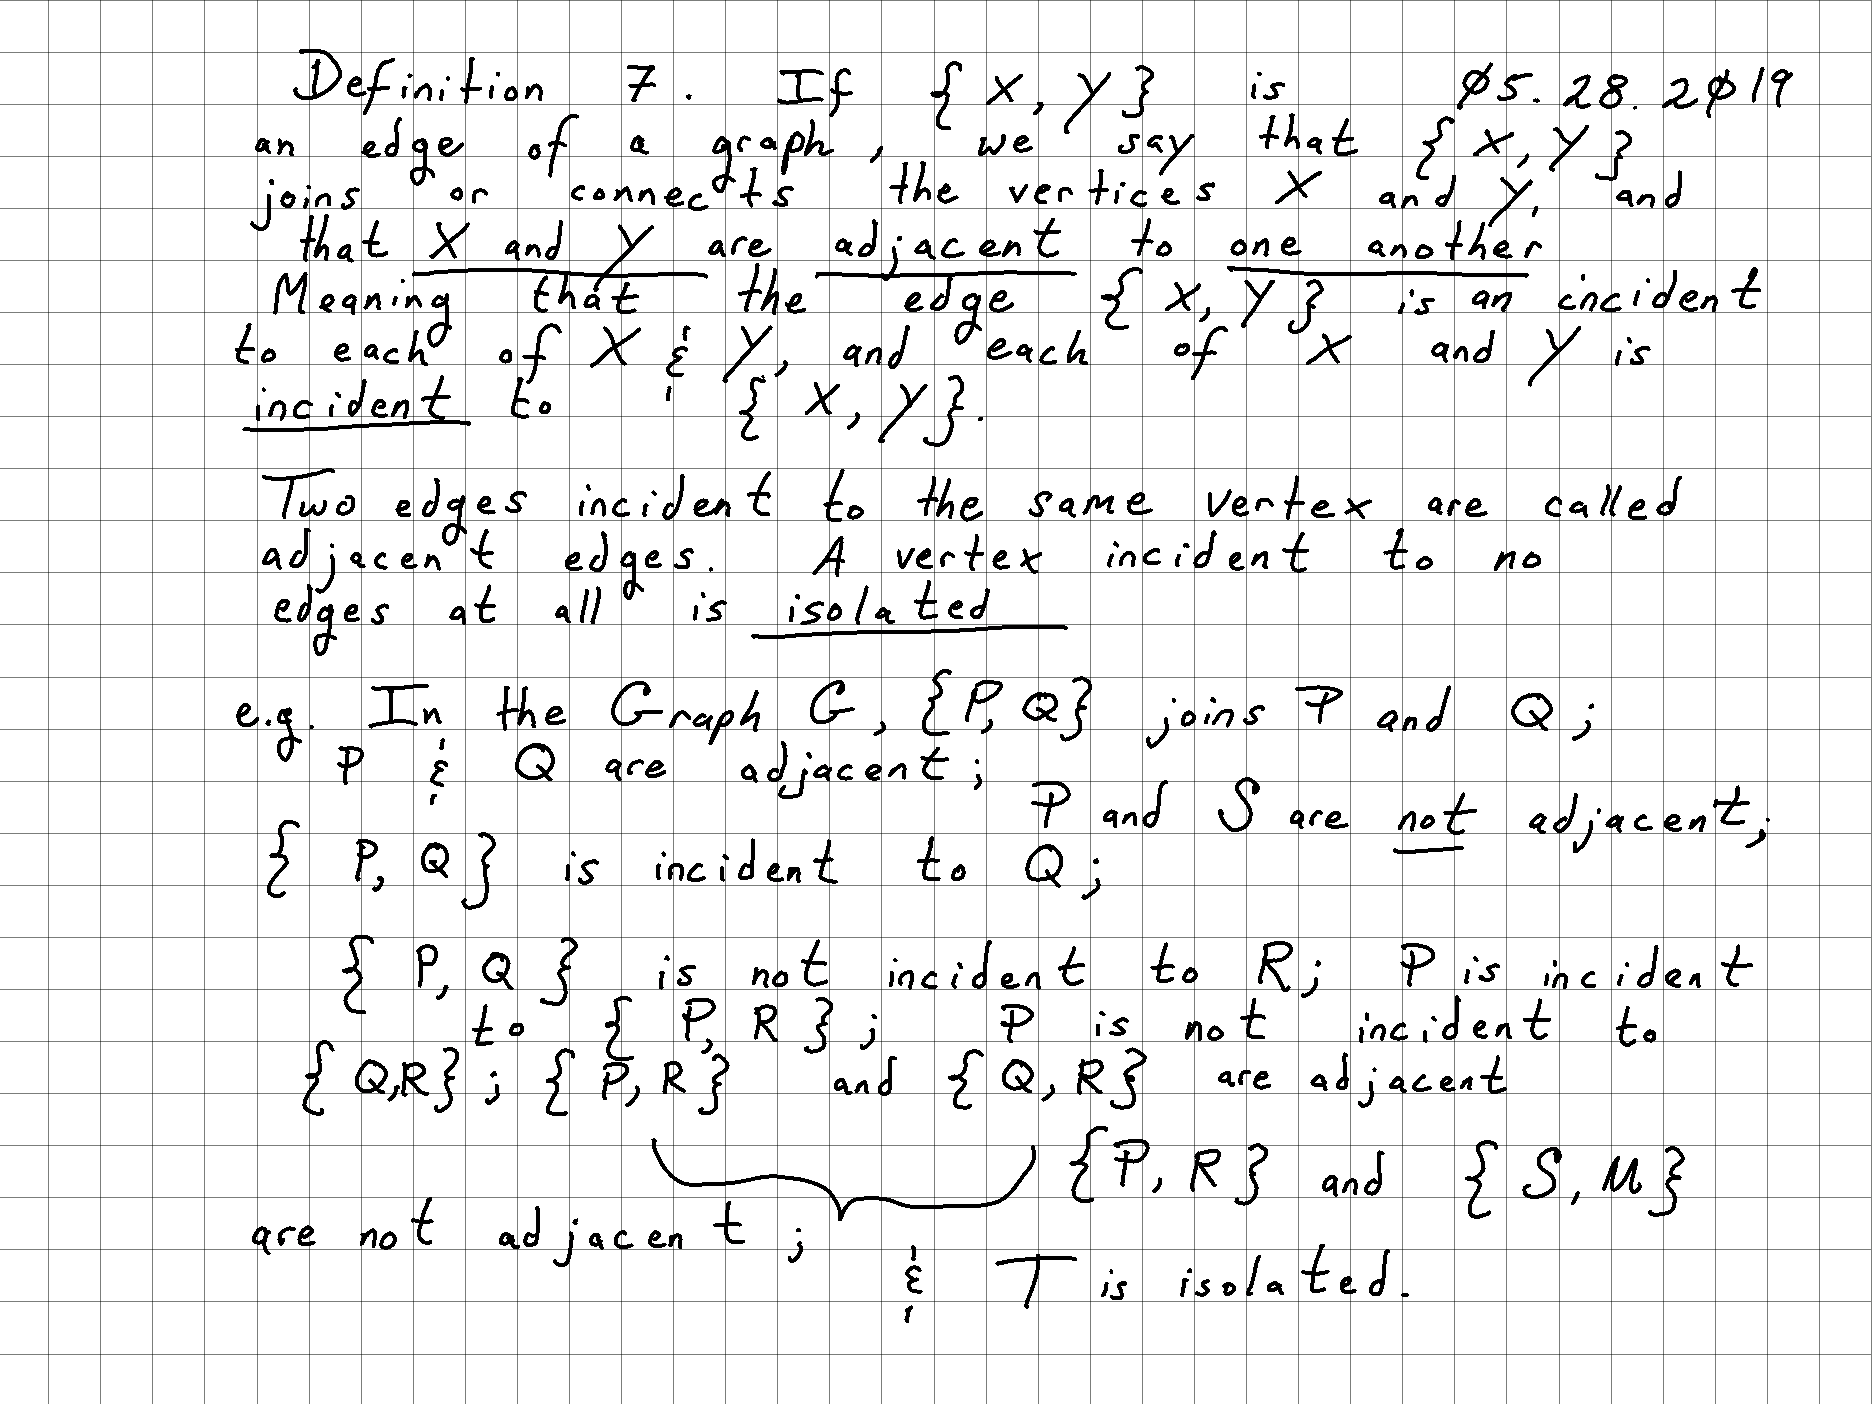 Definition 7. If {X, Y} is 05.28.2019
an edge of a graph, we say that {X, Y}
joins or connects the vertices X and Y, and
that X and Y are adjacent to one another
Meaning that the edge {X, Y} is an incident
to each of X & Y, and each of X and Y is
incident to {X, Y}.
Two edges incident to the same vertex are called
adjacent edges. A vertex incident to no
edges at all is isolated
e.g. In the Graph G, {P, Q} joins P and Q;
P & Q are adjacent;
P and S are not adjacent;
{P, Q} is incident to Q;
{P, Q} is not incident to R; P is incident
to {P, R}; P is not incident to
{Q,R}; {P, R} and {Q, R} are adjacent
{P, R} and {S, M}
are not adjacent;
& T is isolated.